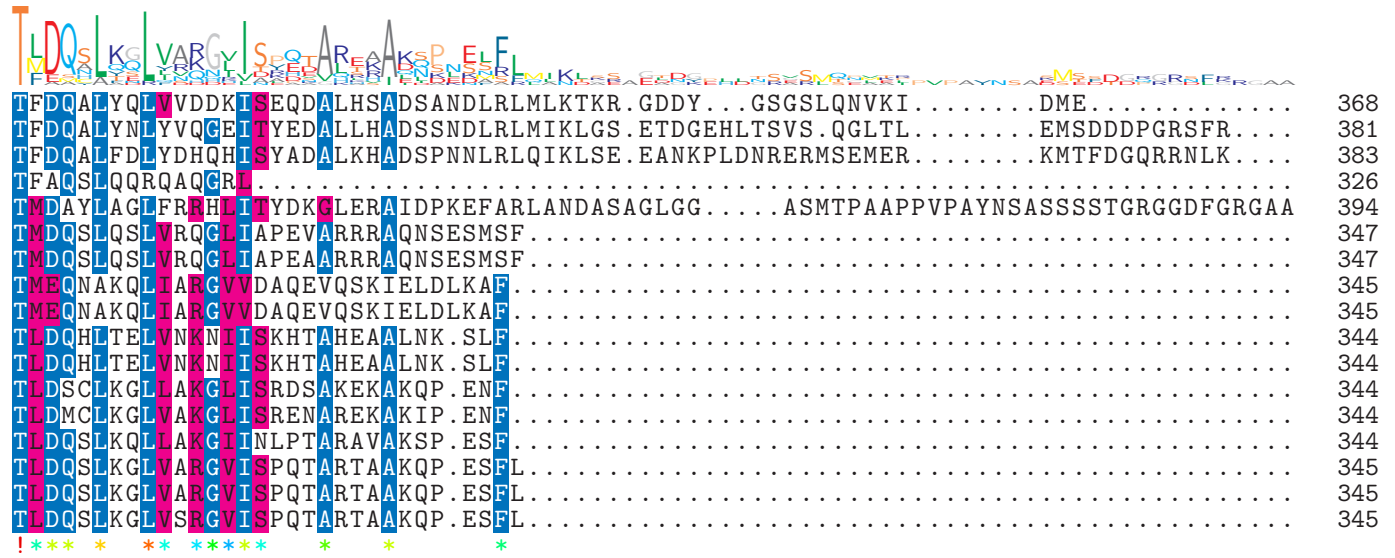 TFDQALYQLVVDDKISEQDALHSADSANDLRLMLKTKR.GDDY...GSGSLQNVKI........DME............. 368
TFDQALYNLYVQGEITYEDALLHADSSNDLRLMIKLGS.ETDGEHLTSVS.QGLTL........EMSDDDPGRSFR.... 381
TFDQALFDLYDHQHISYADALKHADSPNNLRLQIKLSE.EANKPLDNRERMSEMER........KMTFDGQRRNLK.... 383
TFAQSLQQRQAQGRL................................................................. 326
TMDAYLAGLFRRHLITYDKGLERAIDPKEFARLANDASAGLGG.....ASMTPAAPPVPAYNSASSSSTGRGGDFGRGAA 394
TMDQSLQSLVRQGLIAPEVARRRAQNSESMSF................................................ 347
TMDQSLQSLVRQGLIAPEAARRRAQNSESMSF................................................ 347
TMEQNAKQLIARGVVDAQEVQSKIELDLKAF................................................. 345
TMEQNAKQLIARGVVDAQEVQSKIELDLKAF................................................. 345
TLDQHLTELVNKNIISKHTAHEAALNK.SLF................................................. 344
TLDQHLTELVNKNIISKHTAHEAALNK.SLF................................................. 344
TLDSCLKGLLAKGLISRDSAKEKAKQP.ENF................................................. 344
TLDMCLKGLVAKGLISRENAREKAKIP.ENF................................................. 344
TLDQSLKQLLAKGIINLPTARAVAKSP.ESF................................................. 344
TLDQSLKGLVARGVISPQTARTAAKQP.ESFL................................................ 345
TLDQSLKGLVARGVISPQTARTAAKQP.ESFL................................................ 345
TLDQSLKGLVSRGVISPQTARTAAKQP.ESFL................................................ 345
!*** * ** ***** * * *